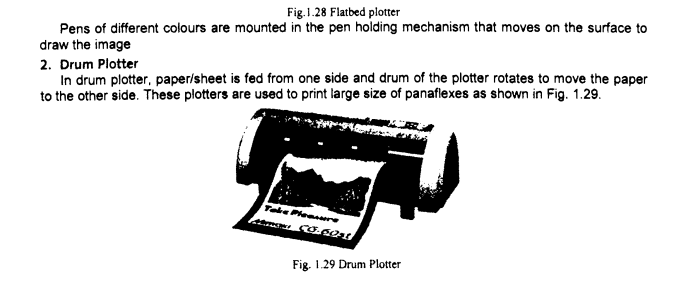 Fig.1.28 Flatbed plotter
Pens of different colours are mounted in the pen holding mechanism that moves on the surface to
draw the image
2. Drum Plotter
In drum plotter, paper/sheet is fed from one side and drum of the plotter rotates to move the paper
to the other side. These plotters are used to print large size of panaflexes as shown in Fig. 1.29.
Take Pleasure
CG-60st
Fig. 1.29 Drum Plotter